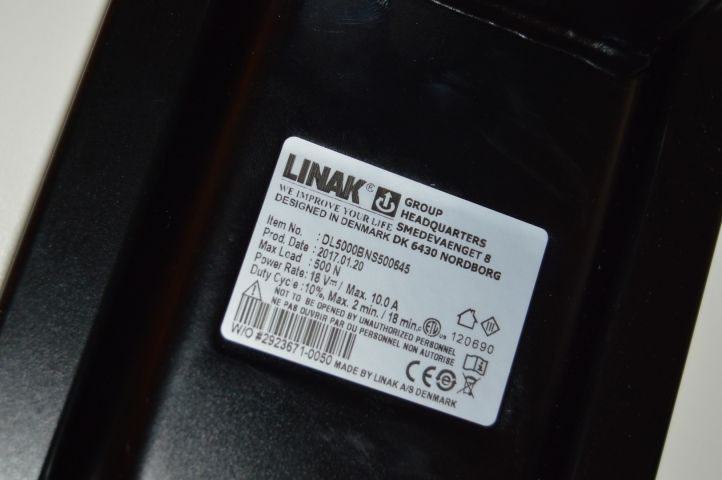 LINAK®
WE IMPROVE YOUR LIFE
GROUP
HEADQUARTERS
SMEDEVAENGET 8
DESIGNED IN DENMARK DK 6430 NORDBORG
Item No. : DL5000BNS500645
Prod. Date : 2017.01.20
Max Load : 500 N
Power Rate: 18 V⎓/ Max. 10.0 A
Duty Cycle :10%, Max. 2 min. / 18 min.
NOT TO BE OPENED BY UNAUTHORIZED PERSONNEL
NE PAS OUVRIR PAR DU PERSONNEL NON AUTORISE
120690
W/O #2923671-0050 MADE BY LINAK A/S DENMARK
CE